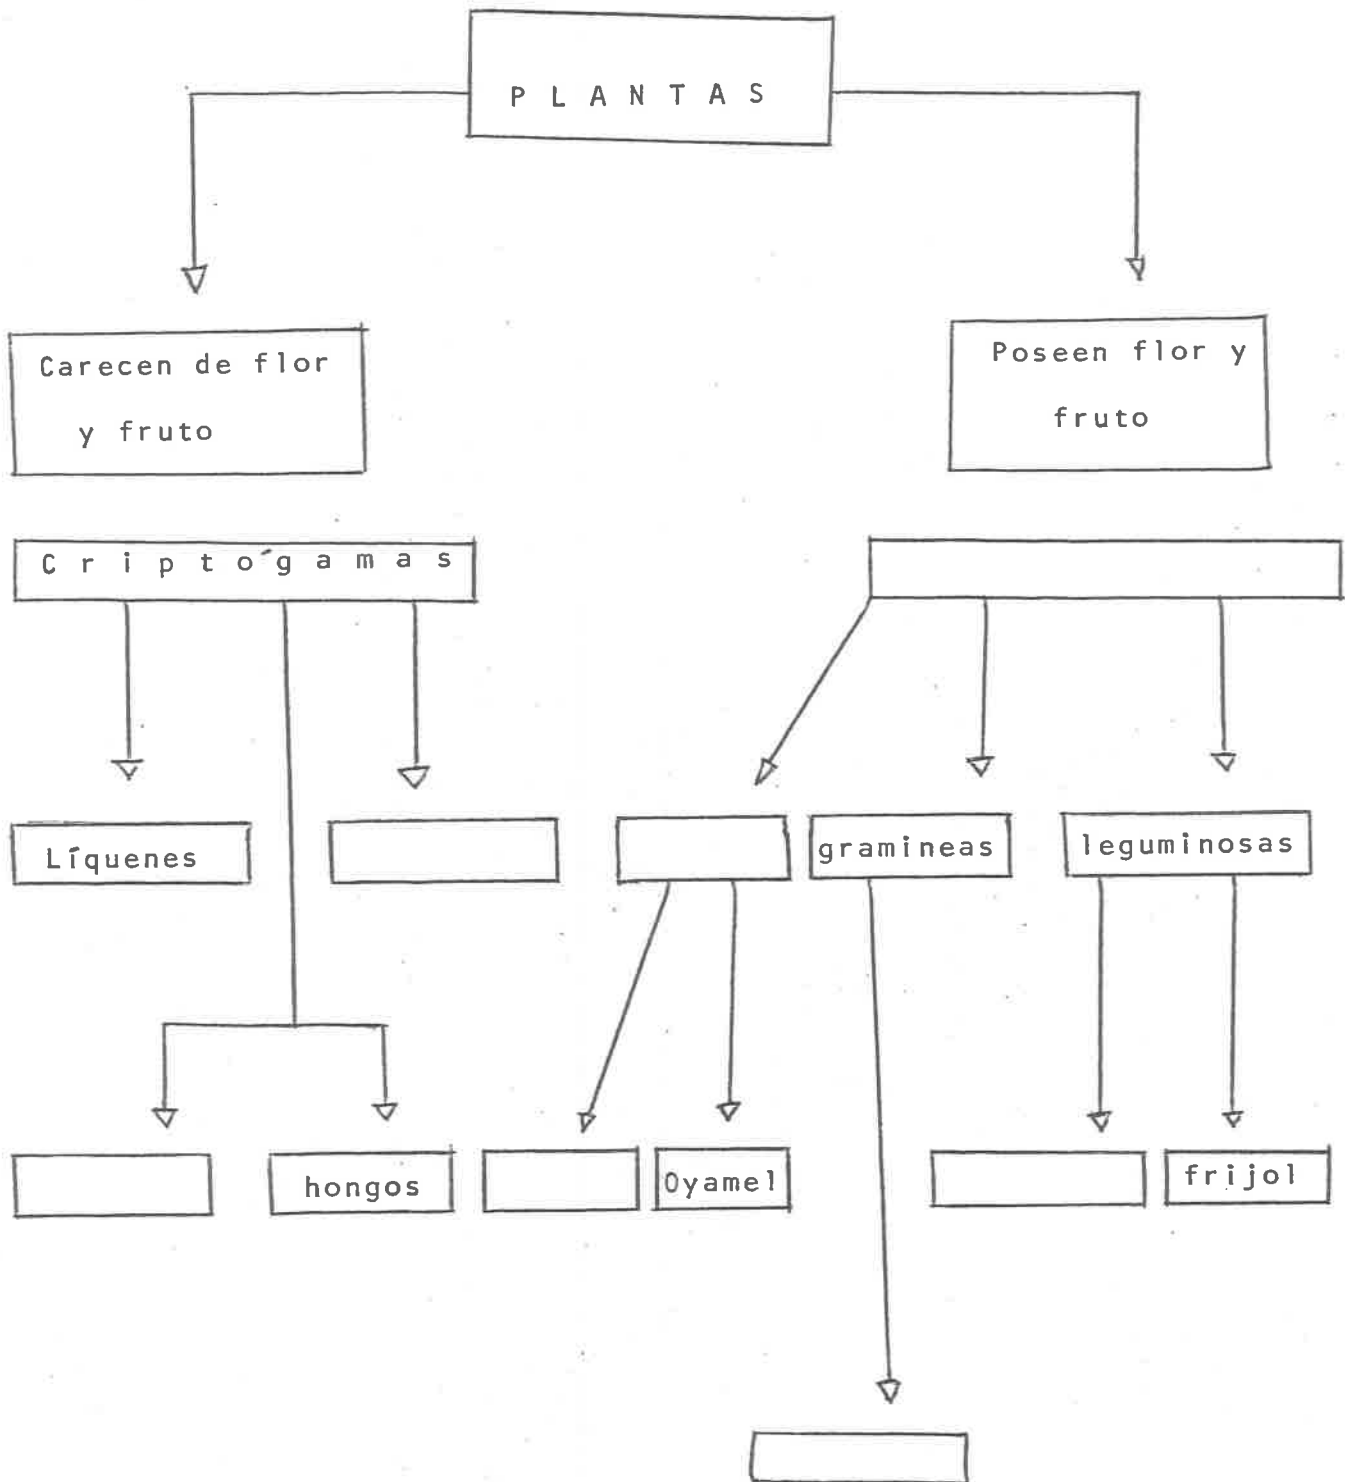 P L A N T A S
Carecen de flor
y fruto
Poseen flor y
fruto
C r i p t ó g a m a s
Líquenes
gramineas
leguminosas
hongos
Oyamel
frijol